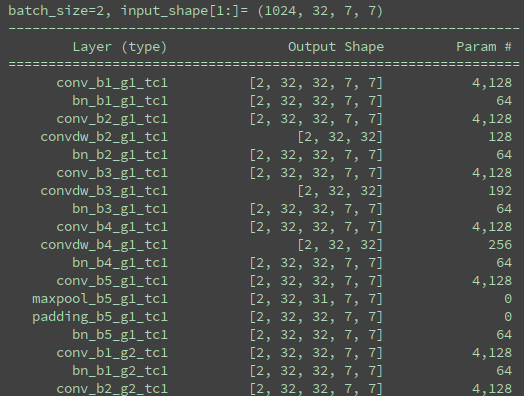 batch_size=2, input_shape[1:]= (1024, 32, 7, 7)
----------------------------------------------------------------
Layer (type) Output Shape Param #
================================================================
conv_b1_g1_tc1 [2, 32, 32, 7, 7] 4,128
bn_b1_g1_tc1 [2, 32, 32, 7, 7] 64
conv_b2_g1_tc1 [2, 32, 32, 7, 7] 4,128
convdw_b2_g1_tc1 [2, 32, 32] 128
bn_b2_g1_tc1 [2, 32, 32, 7, 7] 64
conv_b3_g1_tc1 [2, 32, 32, 7, 7] 4,128
convdw_b3_g1_tc1 [2, 32, 32] 192
bn_b3_g1_tc1 [2, 32, 32, 7, 7] 64
conv_b4_g1_tc1 [2, 32, 32, 7, 7] 4,128
convdw_b4_g1_tc1 [2, 32, 32] 256
bn_b4_g1_tc1 [2, 32, 32, 7, 7] 64
conv_b5_g1_tc1 [2, 32, 32, 7, 7] 4,128
maxpool_b5_g1_tc1 [2, 32, 31, 7, 7] 0
padding_b5_g1_tc1 [2, 32, 32, 7, 7] 0
bn_b5_g1_tc1 [2, 32, 32, 7, 7] 64
conv_b1_g2_tc1 [2, 32, 32, 7, 7] 4,128
bn_b1_g2_tc1 [2, 32, 32, 7, 7] 64
conv_b2_g2_tc1 [2, 32, 32, 7, 7] 4,128